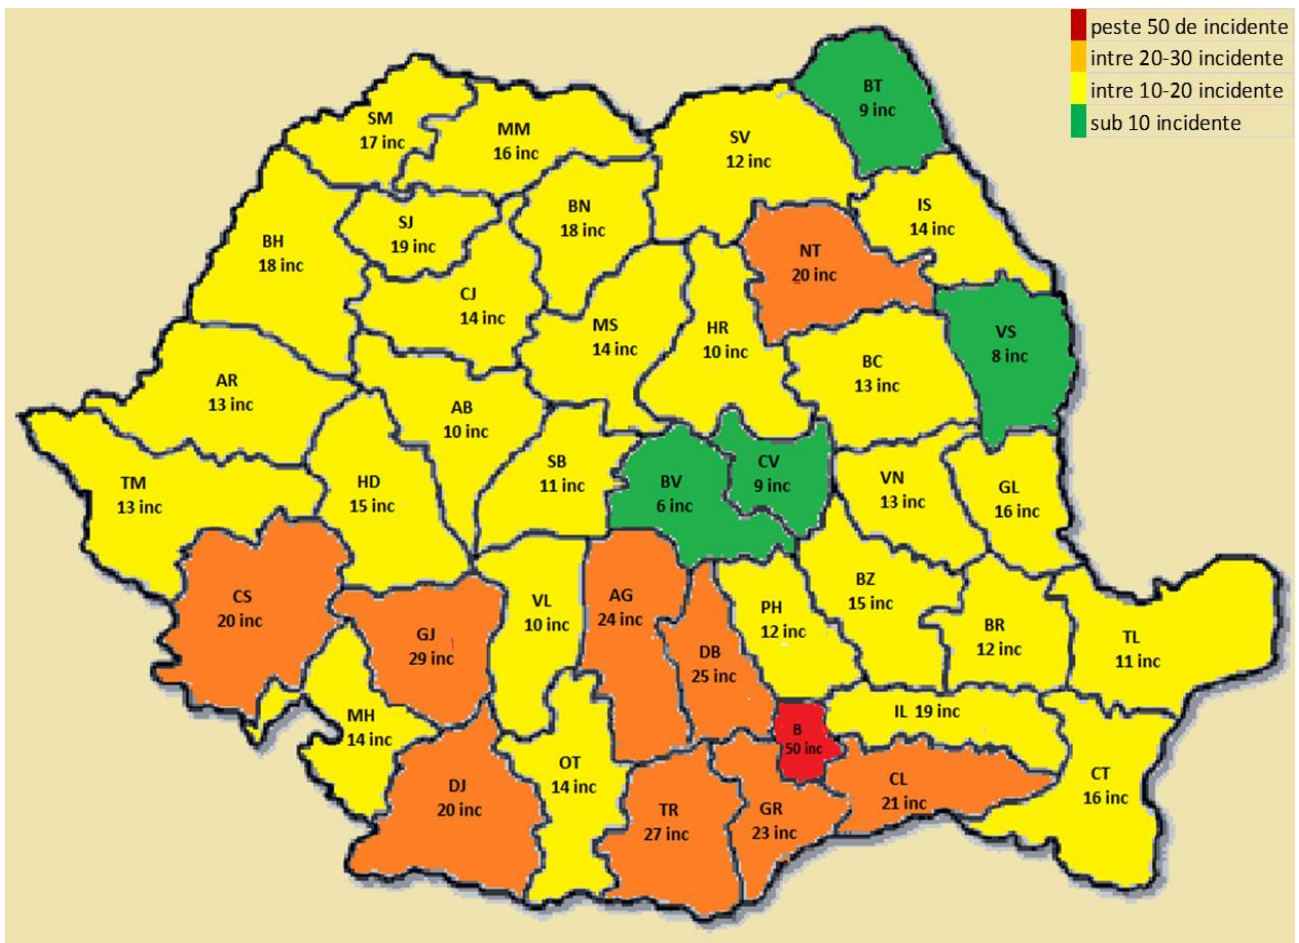 peste 50 de incidente
intre 20-30 incidente
intre 10-20 incidente
sub 10 incidente
BT
9 inc
SM
17 inc
MM
16 inc
SV
12 inc
BN
18 inc
IS
14 inc
SJ
19 inc
BH
18 inc
NT
20 inc
CJ
14 inc
MS
14 inc
HR
10 inc
VS
8 inc
BC
13 inc
AR
13 inc
AB
10 inc
SB
11 inc
CV
9 inc
BV
6 inc
VN
13 inc
GL
16 inc
TM
13 inc
HD
15 inc
CS
20 inc
GJ
29 inc
VL
10 inc
AG
24 inc
PH
12 inc
BZ
15 inc
BR
12 inc
TL
11 inc
DB
25 inc
MH
14 inc
B
50 inc
IL 19 inc
OT
14 inc
DJ
20 inc
TR
27 inc
GR
23 inc
CL
21 inc
CT
16 inc